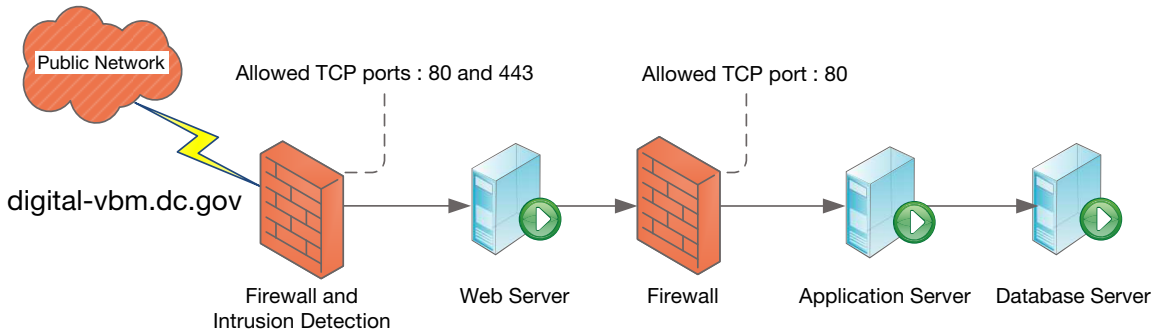 Public Network
Allowed TCP ports : 80 and 443
Allowed TCP port : 80
digital-vbm.dc.gov
Firewall and
Intrusion Detection
Web Server
Firewall
Application Server
Database Server